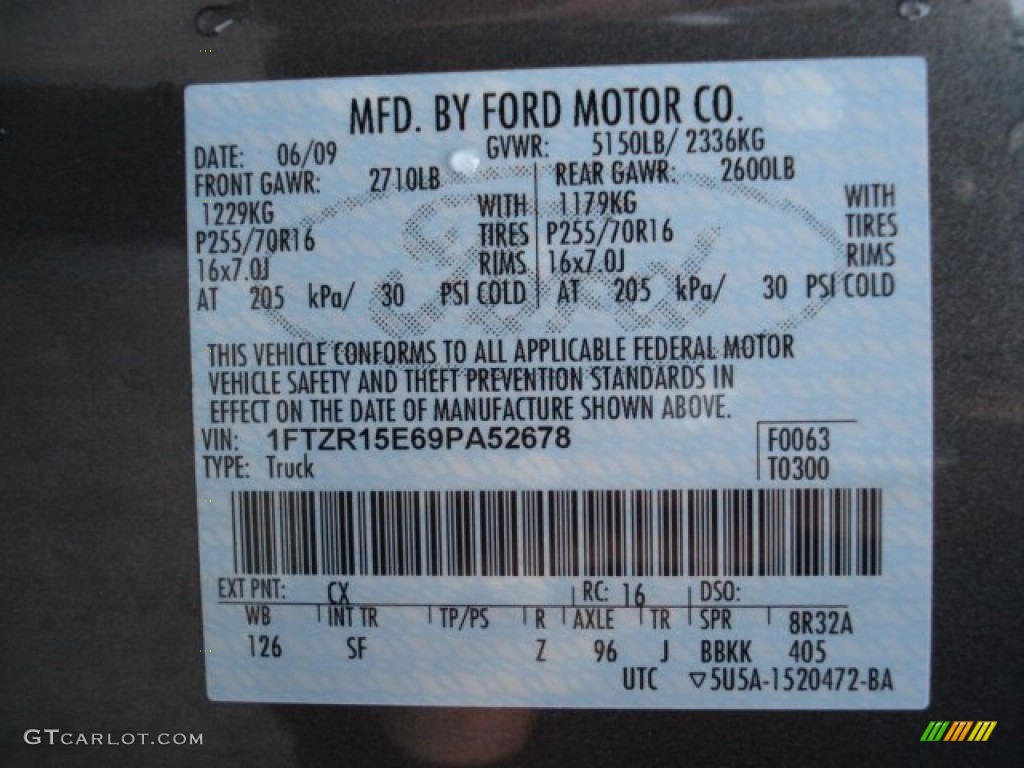 MFD. BY FORD MOTOR CO.
DATE: 06/09 GVWR: 5150LB/ 2336KG
FRONT GAWR: 2710LB REAR GAWR: 2600LB
1229KG WITH 1179KG WITH
P255/70R16 TIRES P255/70R16 TIRES
16x7.0J RIMS 16x7.0J RIMS
AT 205 kPa/ 30 PSI COLD AT 205 kPa/ 30 PSI COLD
THIS VEHICLE CONFORMS TO ALL APPLICABLE FEDERAL MOTOR
VEHICLE SAFETY AND THEFT PREVENTION STANDARDS IN
EFFECT ON THE DATE OF MANUFACTURE SHOWN ABOVE.
VIN: 1FTZR15E69PA52678 F0063
TYPE: Truck T0300
EXT PNT: CX RC: 16 DSO:
WB INT TR TP/PS R AXLE TR SPR 8R32A
126 SF Z 96 J BBKK 405
UTC ▽5U5A-1520472-BA
GTCARLOT.COM